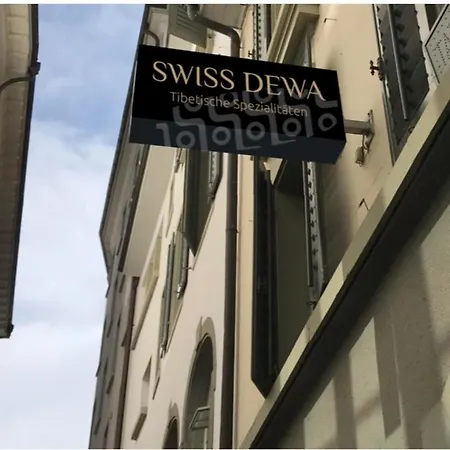 SWISS DEWA
Tibetische Spezialitäten